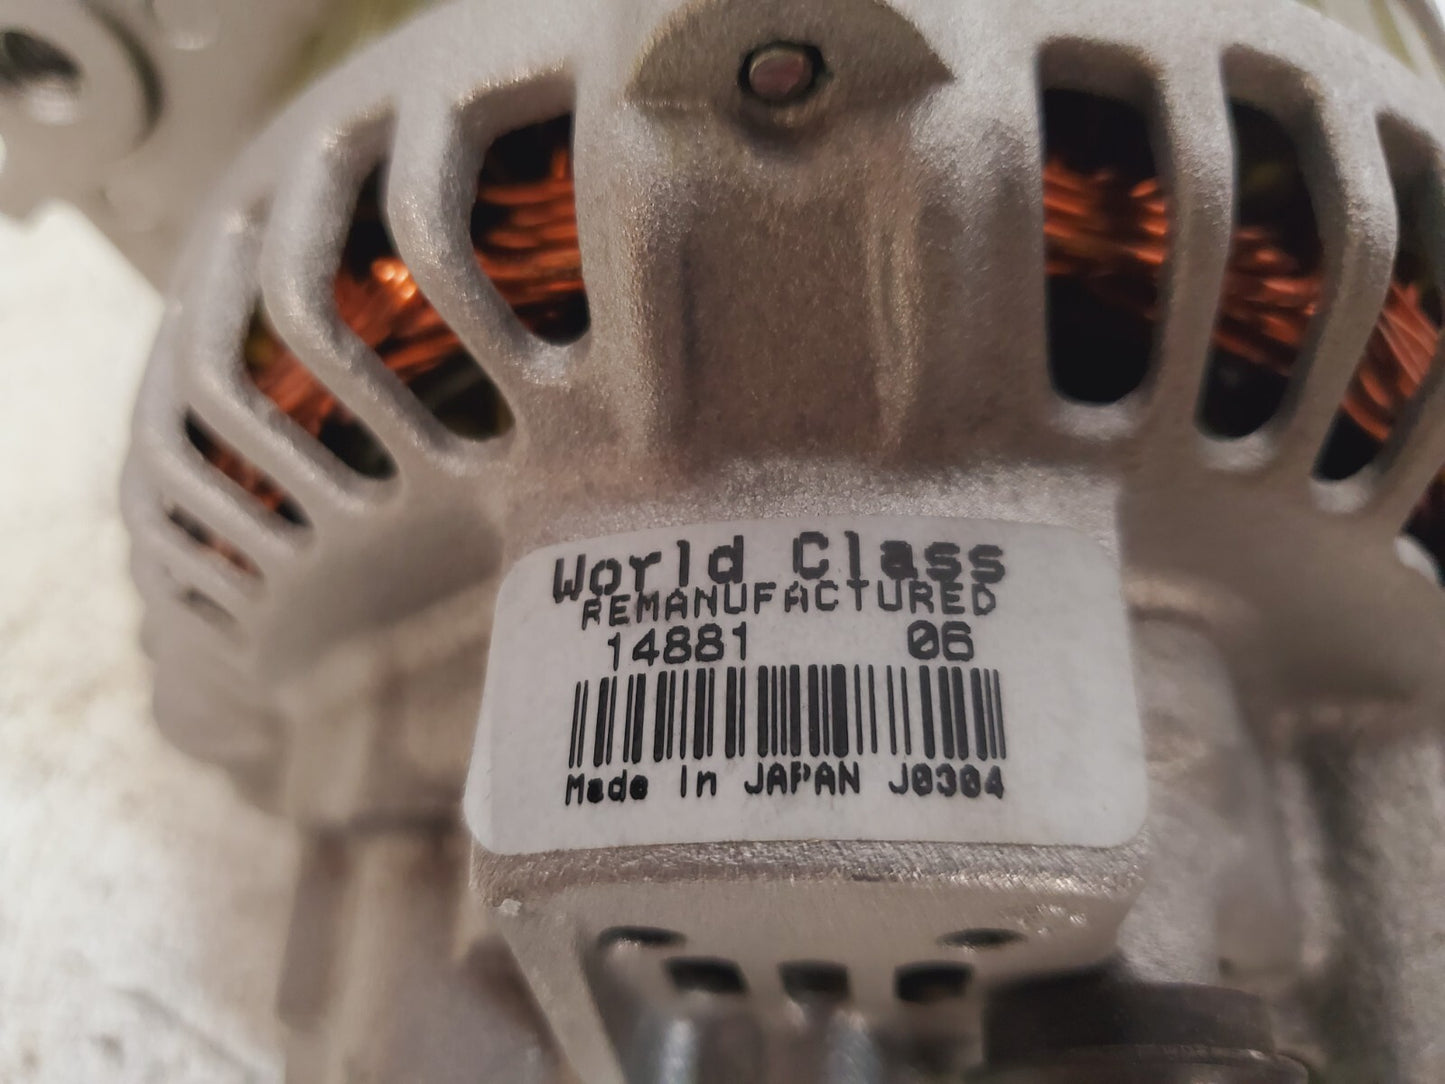 World Class
REMANUFACTURED
14881 06
Made In JAPAN J0304